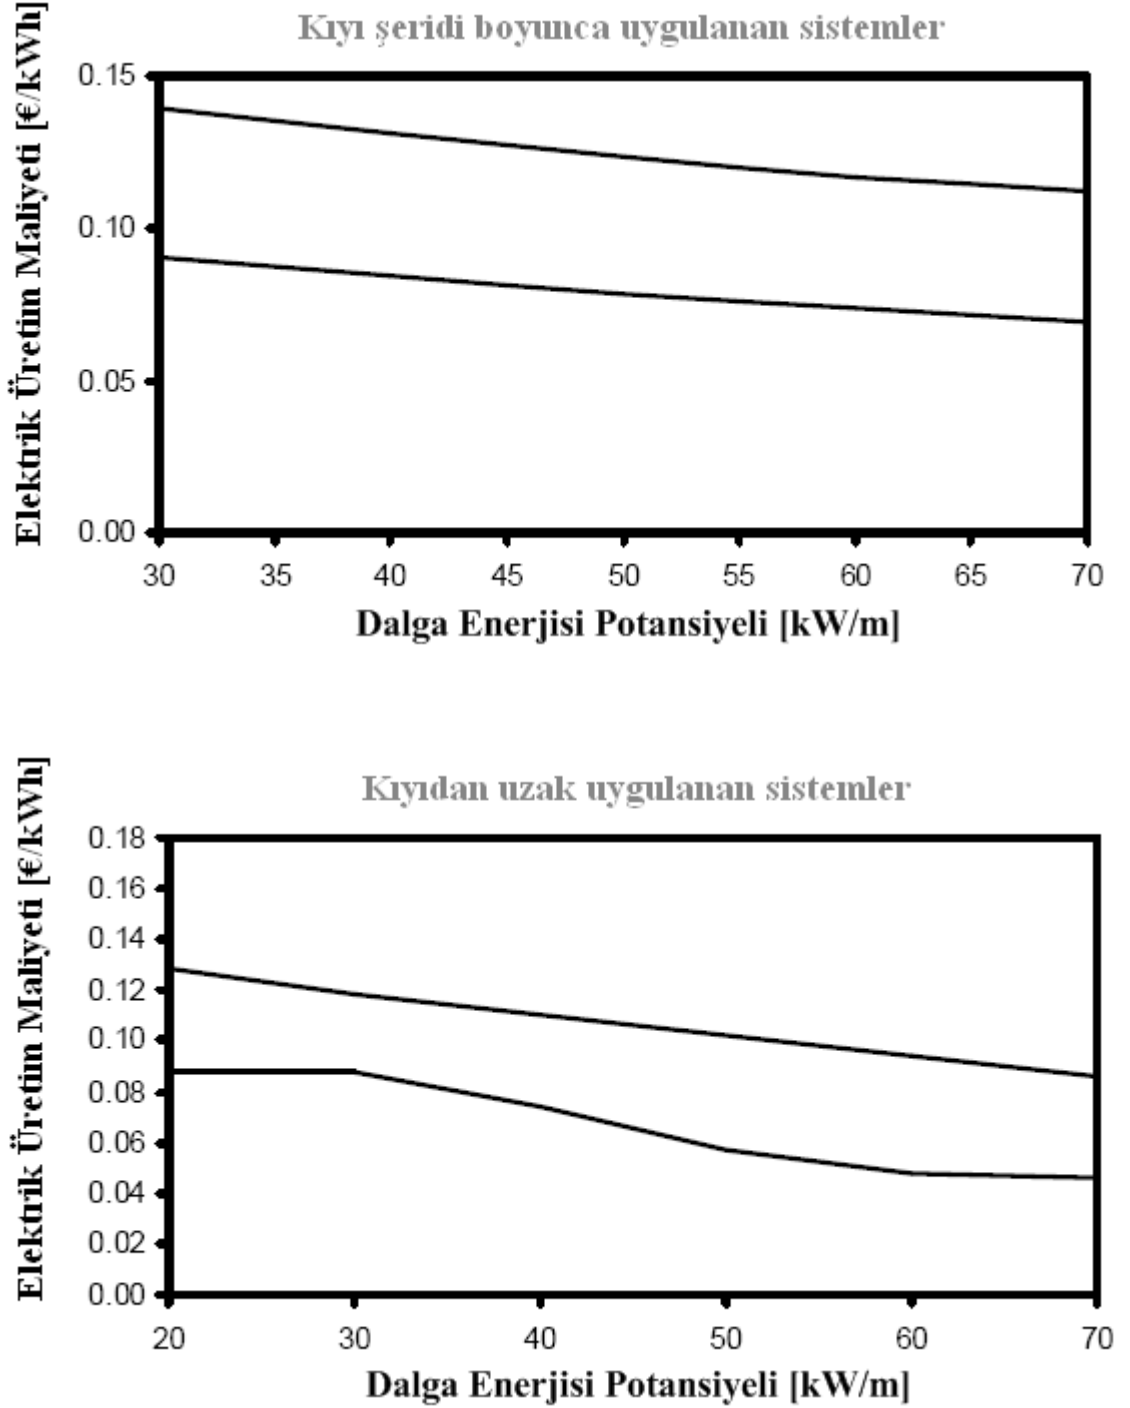 Kıyı şeridi boyunca uygulanan sistemler
Elektrik Üretim Maliyeti [€/kWh]
0.15
0.10
0.05
0.00
30 35 40 45 50 55 60 65 70
Dalga Enerjisi Potansiyeli [kW/m]
Kıyıdan uzak uygulanan sistemler
Elektrik Üretim Maliyeti [€/kWh]
0.18
0.16
0.14
0.12
0.10
0.08
0.06
0.04
0.02
0.00
20 30 40 50 60 70
Dalga Enerjisi Potansiyeli [kW/m]